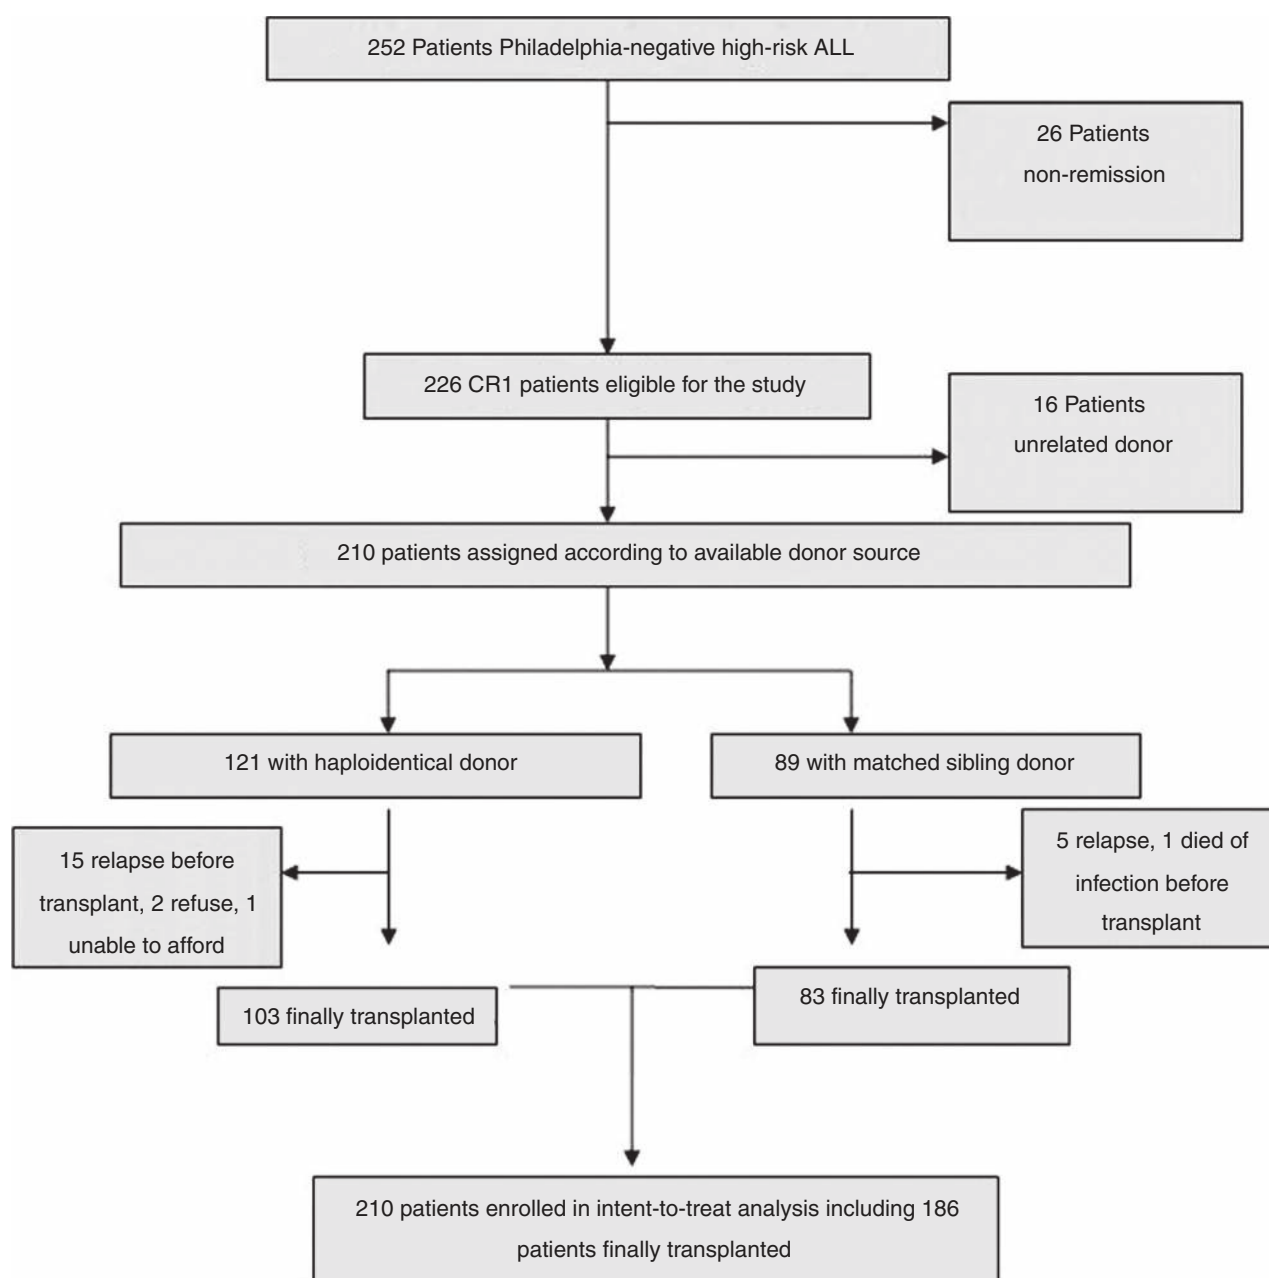 252 Patients Philadelphia-negative high-risk ALL
26 Patients
non-remission
226 CR1 patients eligible for the study
16 Patients
unrelated donor
210 patients assigned according to available donor source
121 with haploidentical donor
89 with matched sibling donor
15 relapse before
transplant, 2 refuse, 1
unable to afford
5 relapse, 1 died of
infection before
transplant
103 finally transplanted
83 finally transplanted
210 patients enrolled in intent-to-treat analysis including 186
patients finally transplanted